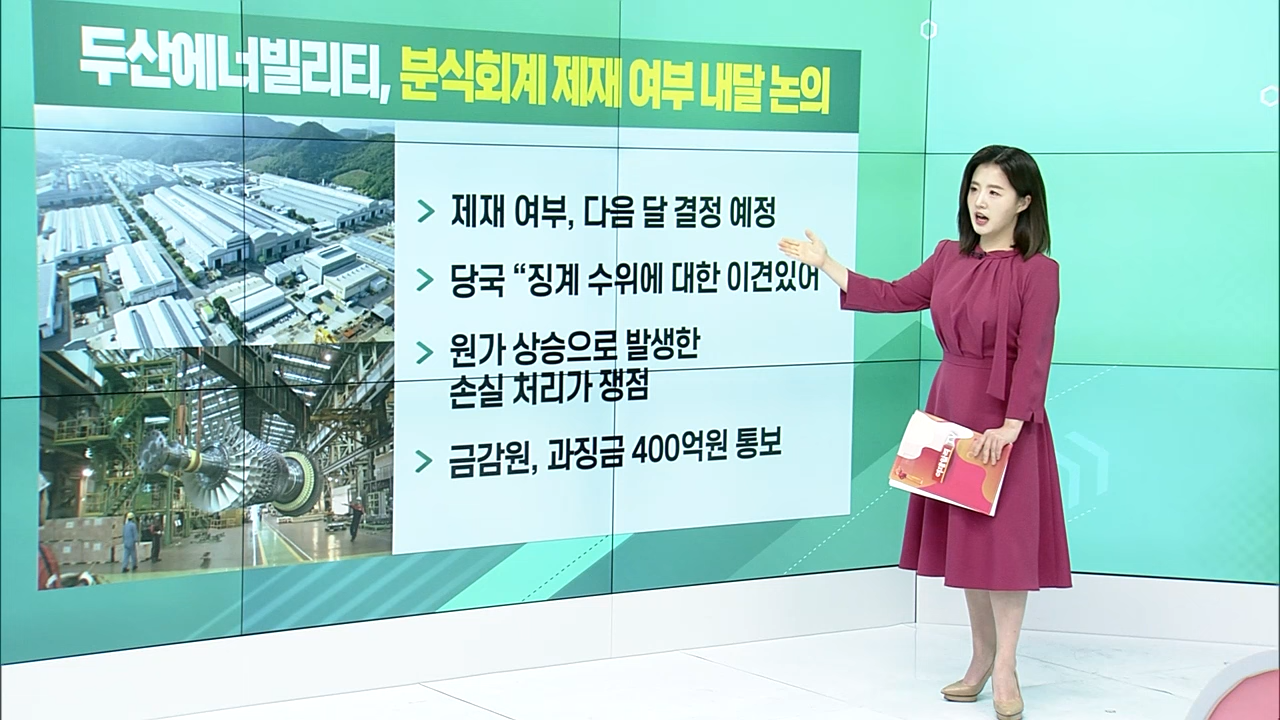 두산에너빌리티, 분식회계 제재 여부 내달 논의
> 제재 여부, 다음 달 결정 예정
> 당국 “징계 수위에 대한 이견있어
> 원가 상승으로 발생한
손실 처리가 쟁점
> 금감원, 과징금 400억원 통보